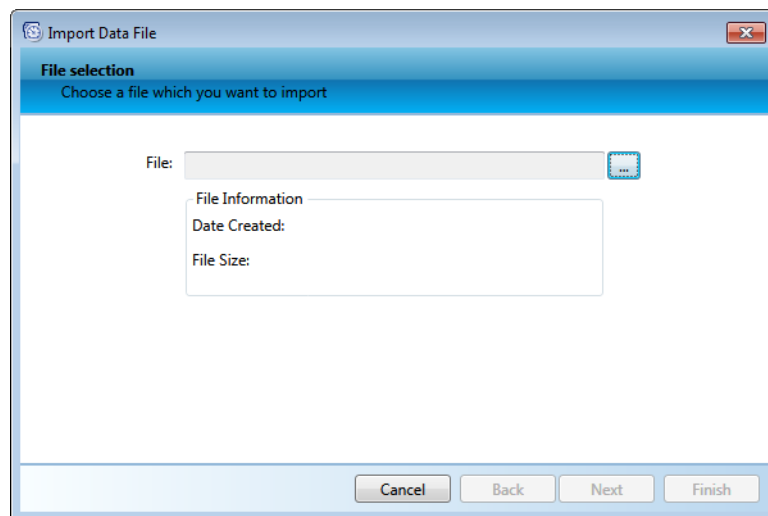 Import Data File
File selection
Choose a file which you want to import
File:
...
File Information
Date Created:
File Size:
Cancel
Back
Next
Finish